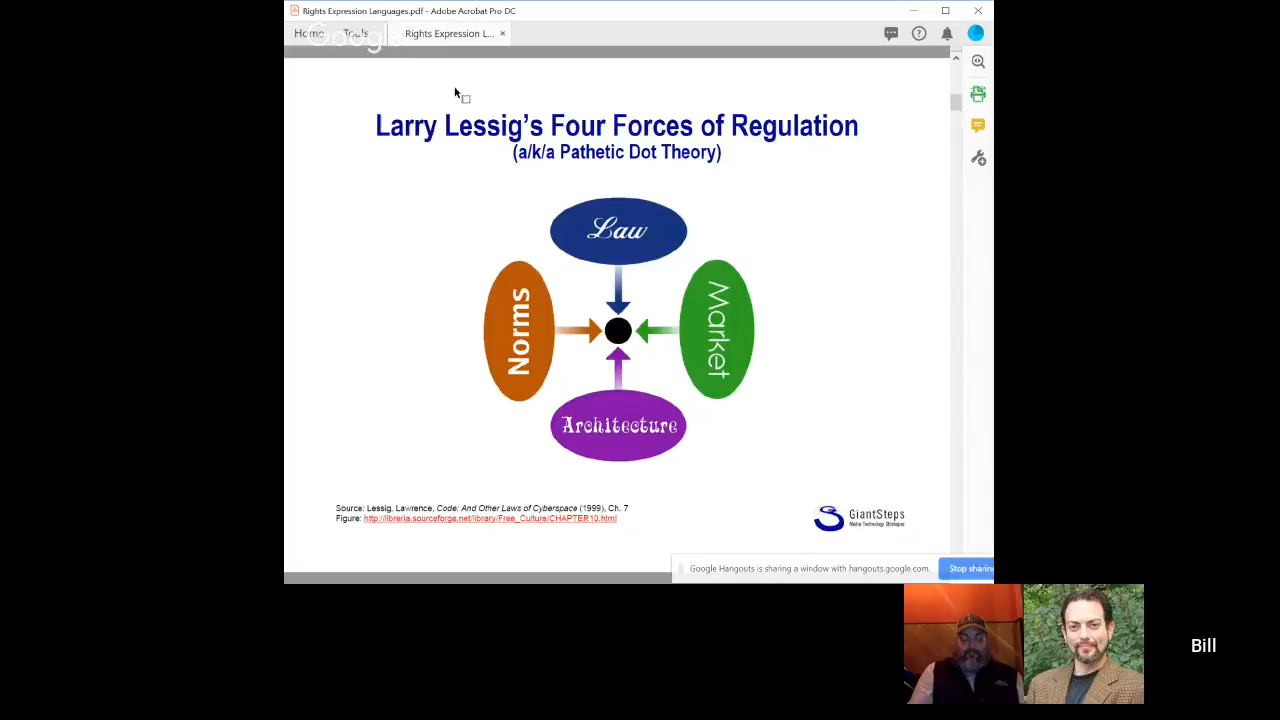 Rights Expression Languages.pdf - Adobe Acrobat Pro DC
Home Tools Rights Expression L... ×
Google
Larry Lessig's Four Forces of Regulation
(a/k/a Pathetic Dot Theory)
Law
Norms
Market
Architecture
Source: Lessig, Lawrence, Code: And Other Laws of Cyberspace (1999), Ch. 7
Figure: http://libreria.sourceforge.net/library/Free_Culture/CHAPTER10.html
GiantSteps
Media Technology Strategies
Google Hangouts is sharing a window with hangouts.google.com.
Stop sharing
Bill